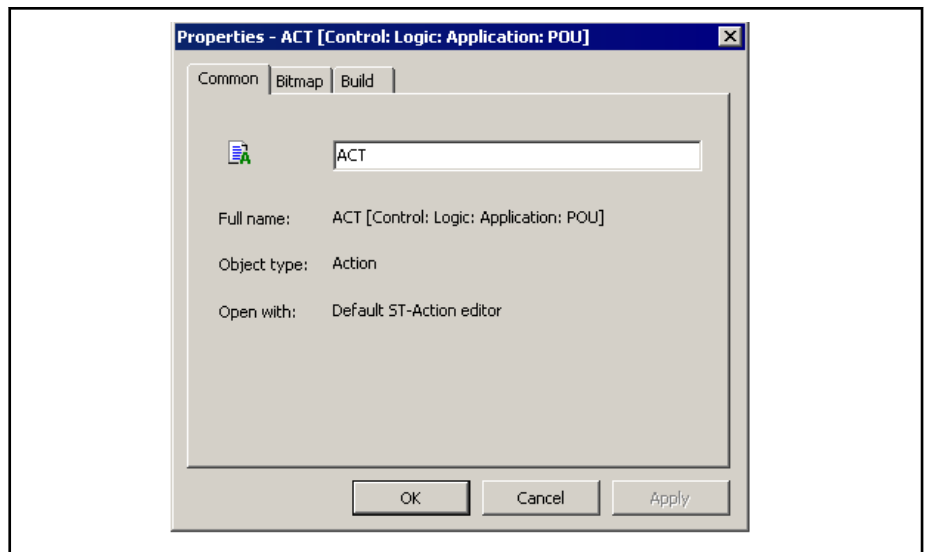 Properties - ACT [Control: Logic: Application: POU]
Common Bitmap Build
ACT
Full name: ACT [Control: Logic: Application: POU]
Object type: Action
Open with: Default ST-Action editor
OK Cancel Apply